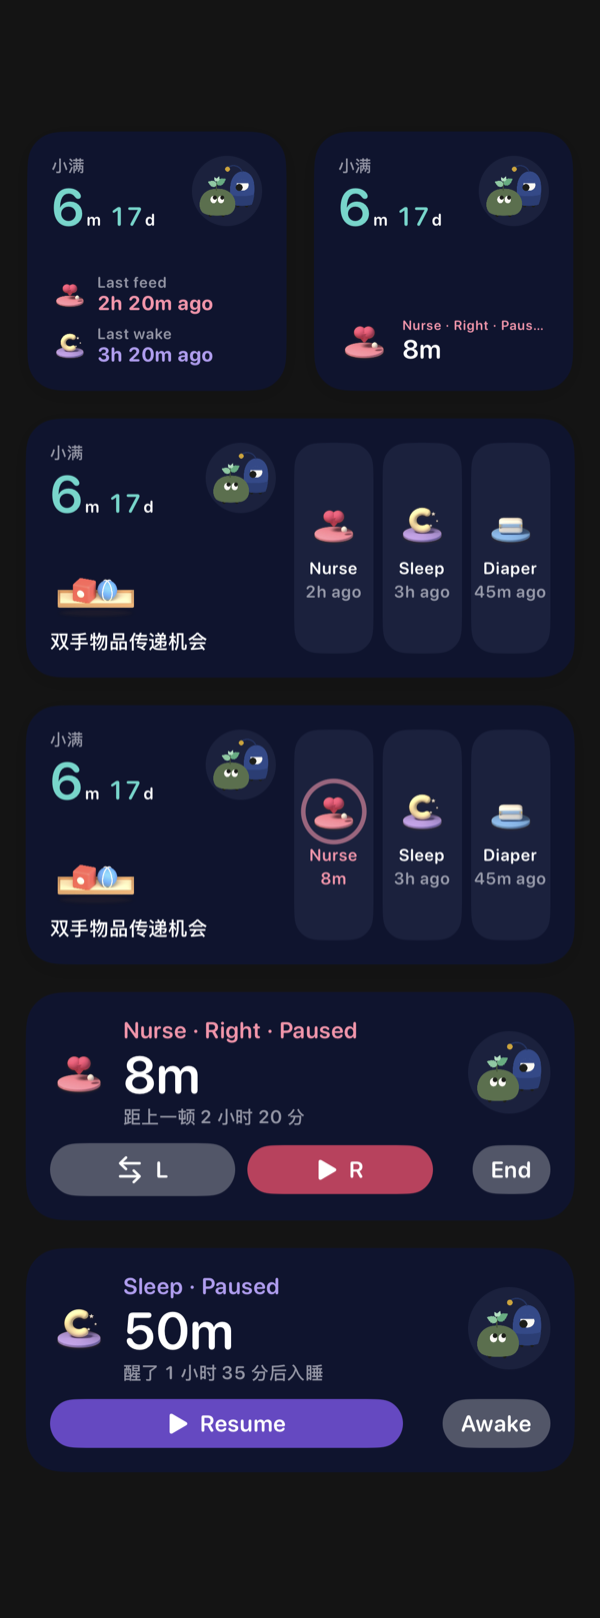 小满
6m 17d
Last feed
2h 20m ago
Last wake
3h 20m ago
小满
6m 17d
Nurse · Right · Paus...
8m
小满
6m 17d
双手物品传递机会
Nurse
2h ago
Sleep
3h ago
Diaper
45m ago
小满
6m 17d
双手物品传递机会
Nurse
8m
Sleep
3h ago
Diaper
45m ago
Nurse · Right · Paused
8m
距上一顿 2 小时 20 分
L
R
End
Sleep · Paused
50m
醒了 1 小时 35 分后入睡
Resume
Awake